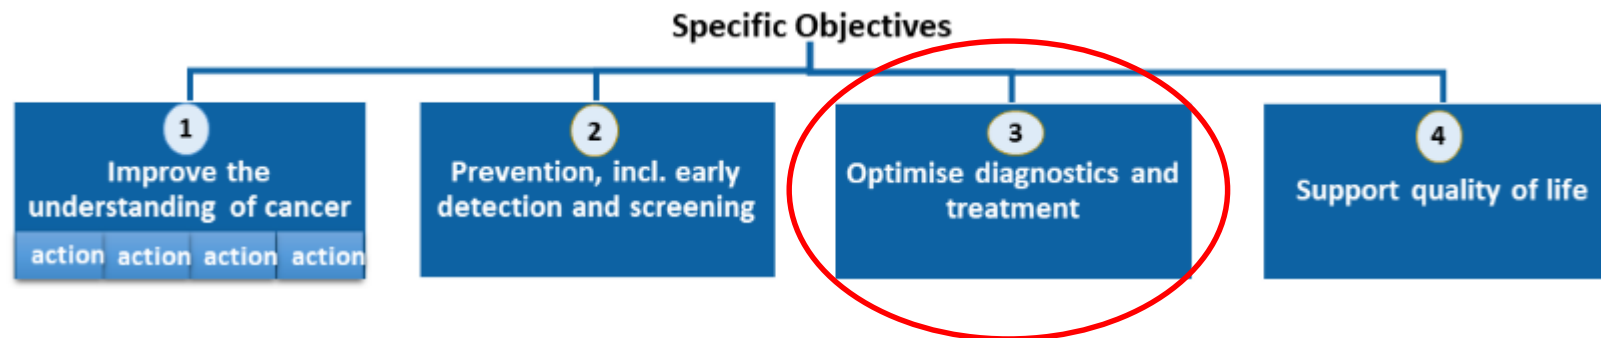 Specific Objectives
1
Improve the
understanding of cancer
action action action action
2
Prevention, incl. early
detection and screening
3
Optimise diagnostics and
treatment
4
Support quality of life